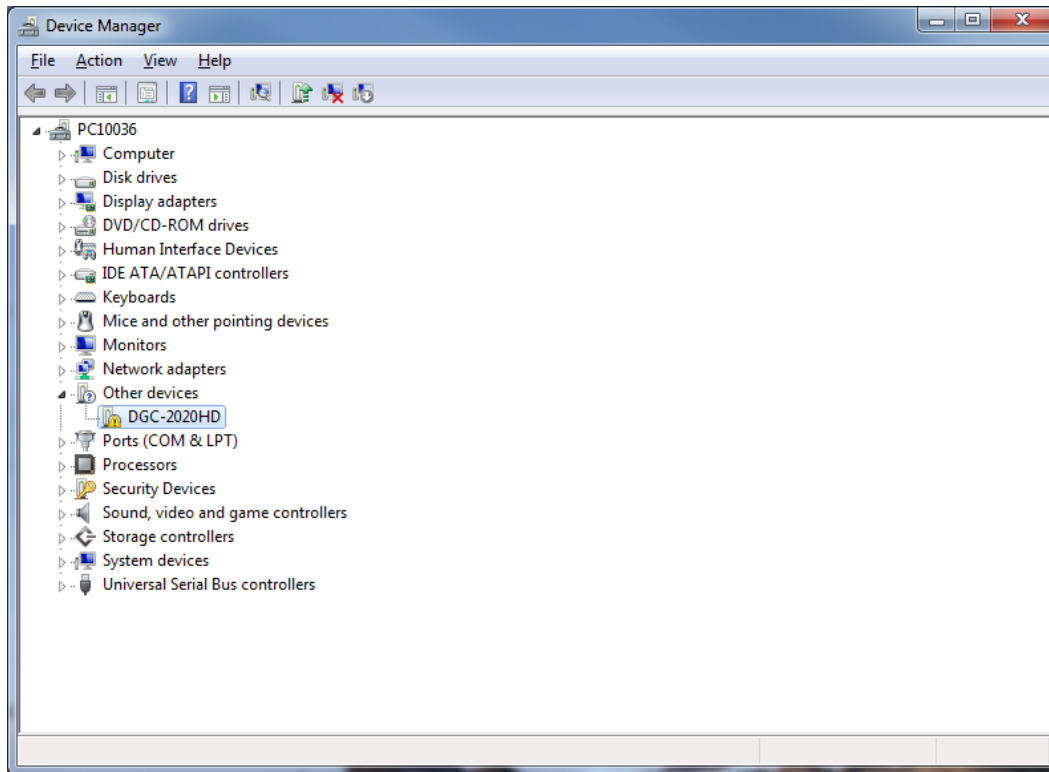 Device Manager
File Action View Help
PC10036
Computer
Disk drives
Display adapters
DVD/CD-ROM drives
Human Interface Devices
IDE ATA/ATAPI controllers
Keyboards
Mice and other pointing devices
Monitors
Network adapters
Other devices
DGC-2020HD
Ports (COM & LPT)
Processors
Security Devices
Sound, video and game controllers
Storage controllers
System devices
Universal Serial Bus controllers